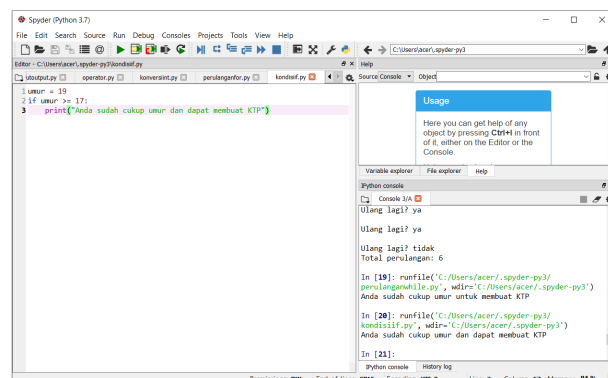 Spyder (Python 3.7)
File Edit Search Source Run Debug Consoles Projects Tools View Help
C:\Users\acer\.spyder-py3
Editor - C:\Users\acer\.spyder-py3\kondisiif.py
utoutput.py operator.py konversiint.py perulanganfor.py kondisiif.py
1 umur = 19
2 if umur >= 17:
3 print("Anda sudah cukup umur dan dapat membuat KTP")
Help
Source Console Object
Usage
Here you can get help of any
object by pressing Ctrl+I in front
of it, either on the Editor or the
Console.
Variable explorer File explorer Help
IPython console
Console 3/A
Ulang lagi? ya
Ulang lagi? ya
Ulang lagi? tidak
Total perulangan: 6
In [19]: runfile('C:/Users/acer/.spyder-py3/
perulanganwhile.py', wdir='C:/Users/acer/.spyder-py3')
Anda sudah cukup umur untuk membuat KTP
In [20]: runfile('C:/Users/acer/.spyder-py3/
kondisiif.py', wdir='C:/Users/acer/.spyder-py3')
Anda sudah cukup umur dan dapat membuat KTP
In [21]:
IPython console History log